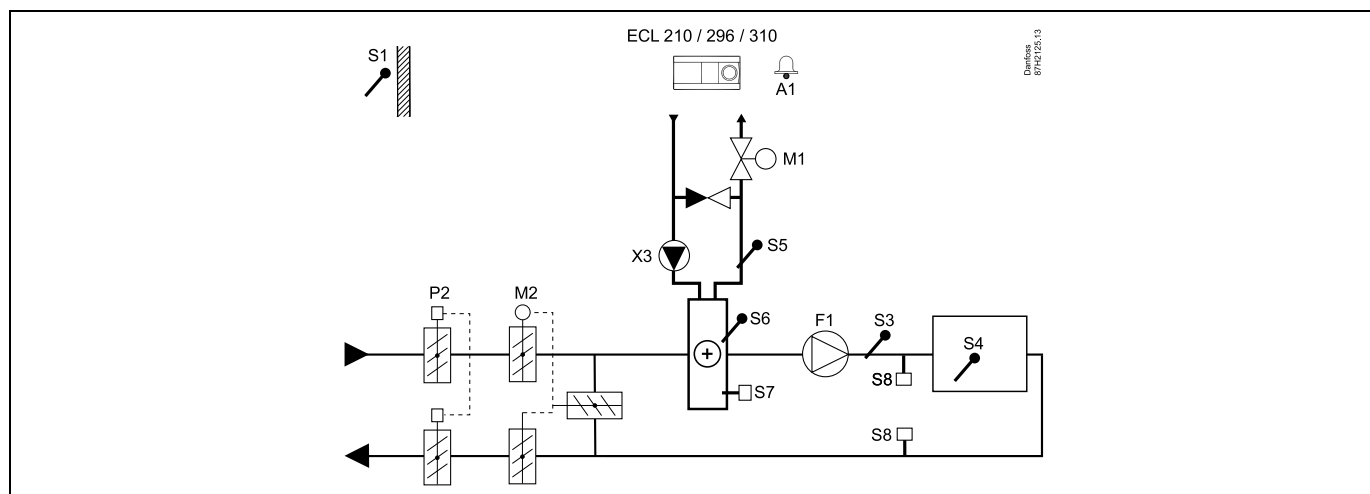 ECL 210 / 296 / 310
S1
A1
Danfoss
87H2125.13
M1
S5
X3
P2
M2
S6
F1
S3
S4
S8
S7
S8